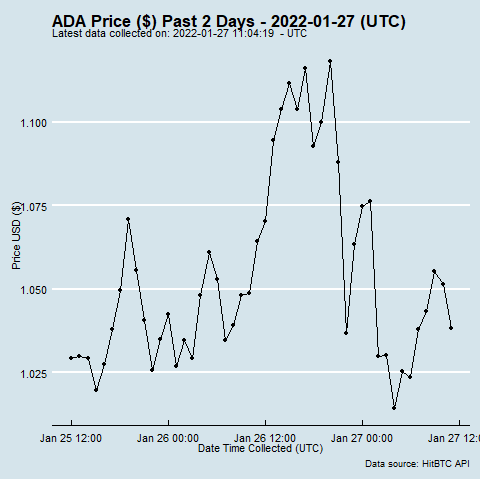 ADA Price ($) Past 2 Days - 2022-01-27 (UTC)
Latest data collected on: 2022-01-27 11:04:19 - UTC
1.100
1.075
1.050
1.025
Price USD ($)
Jan 25 12:00 Jan 26 00:00 Jan 26 12:00 Jan 27 00:00 Jan 27 12:0
Date Time Collected (UTC)
Data source: HitBTC API